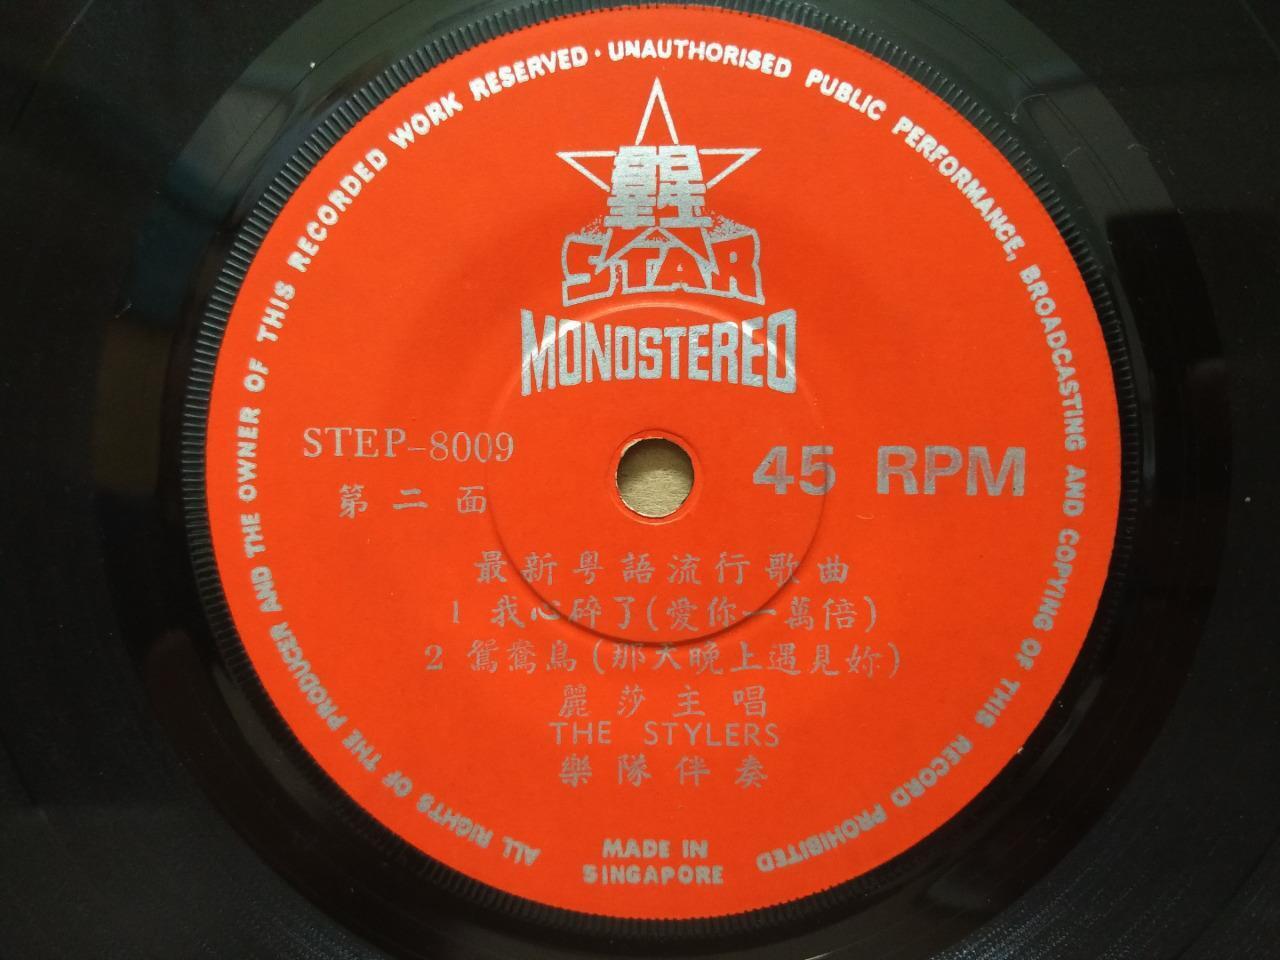 ALL RIGHTS OF THE PRODUCER AND THE OWNER OF THIS RECORDED WORK RESERVED · UNAUTHORISED PUBLIC PERFORMANCE, BROADCASTING AND COPYING OF THIS RECORD PROHIBITED
星
STAR
MONOSTEREO
STEP-8009
45 RPM
第二面
最新粵語流行歌曲
1 我心碎了(愛你一萬倍)
2 鴛鴦鳥(那天晚上遇見妳)
麗莎主唱
THE STYLERS
樂隊伴奏
MADE IN
SINGAPORE